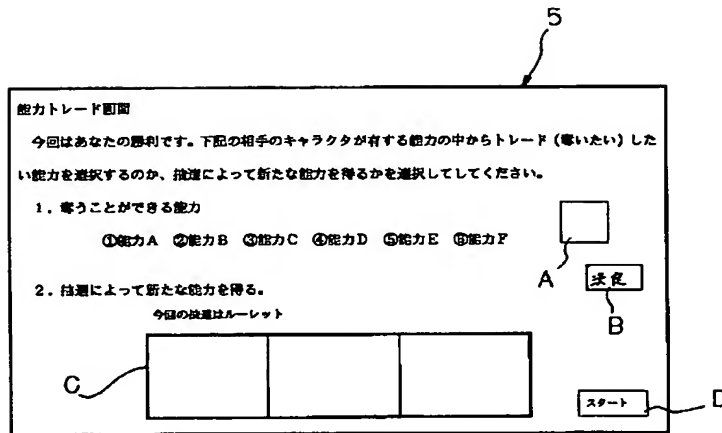 5
能力トレード画面
今回はあなたの勝利です。下記の相手のキャラクタが有する能力の中からトレード（奪いたい）した
い能力を選択するのか、抽選によって新たな能力を得るかを選択してしてください。
1．奪うことができる能力
①能力A ②能力B ③能力C ④能力D ⑤能力E ⑥能力F
A
決定
B
2．抽選によって新たな能力を得る。
今回の抽選はルーレット
C
スタート
D